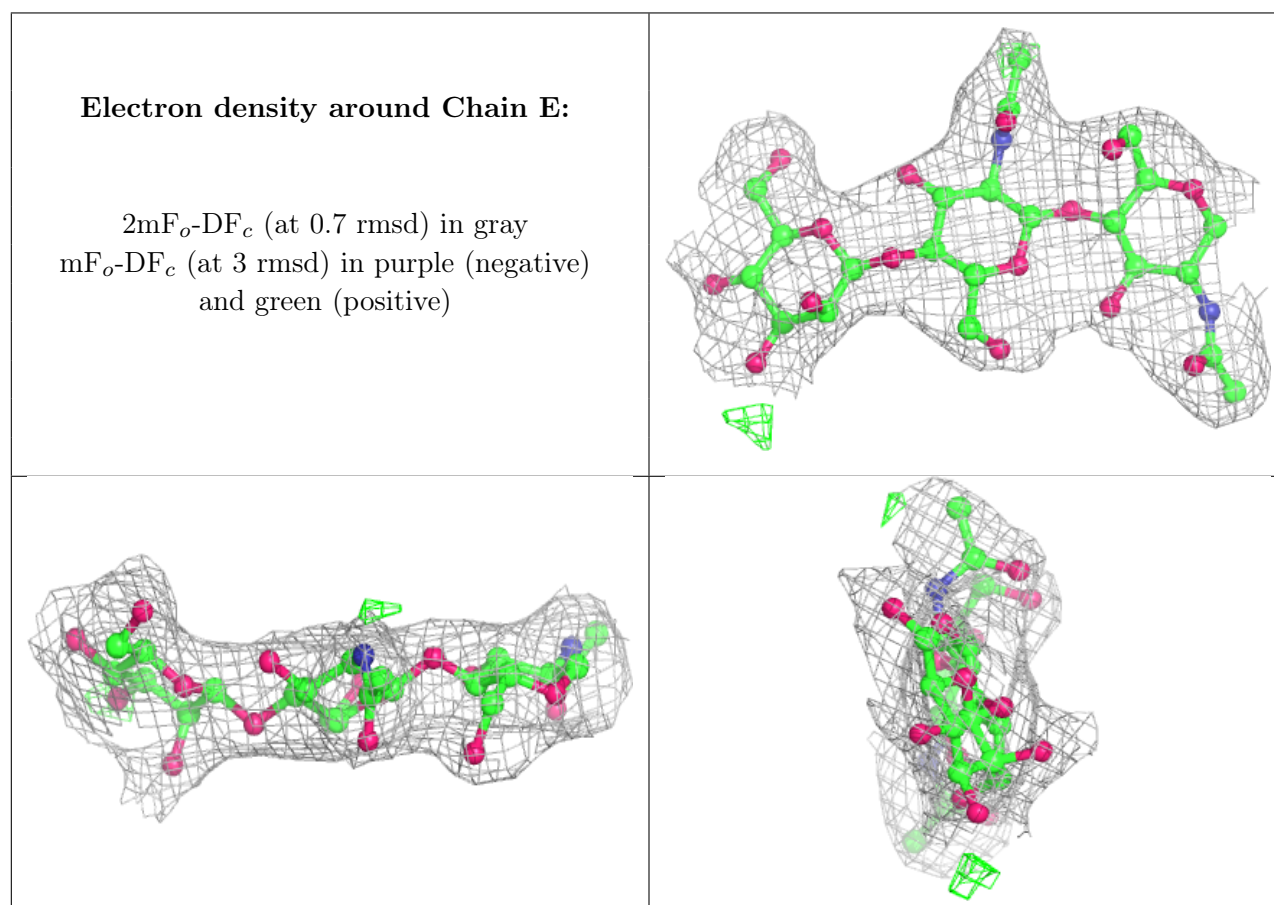 Electron density around Chain E:
2mFo-DFc (at 0.7 rmsd) in gray
mFo-DFc (at 3 rmsd) in purple (negative)
and green (positive)